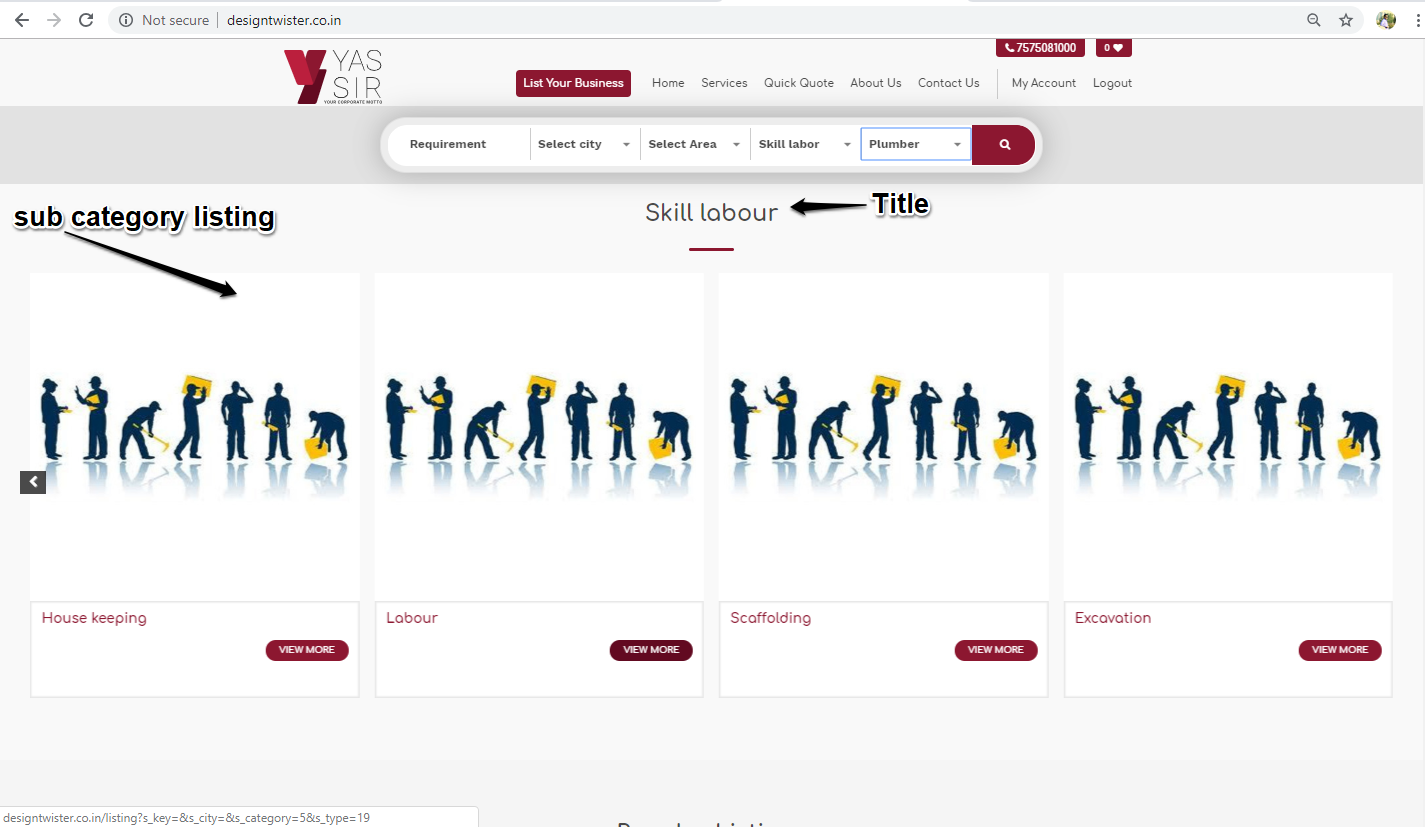 Not secure | designtwister.co.in
7575081000
0
YAS
SIR
YOUR CORPORATE MOTTO
List Your Business
Home
Services
Quick Quote
About Us
Contact Us
My Account
Logout
Requirement
Select city
Select Area
Skill labor
Plumber
sub category listing
Skill labour
Title
House keeping
VIEW MORE
Labour
VIEW MORE
Scaffolding
VIEW MORE
Excavation
VIEW MORE
designtwister.co.in/listing?s_key=&s_city=&s_category=5&s_type=19